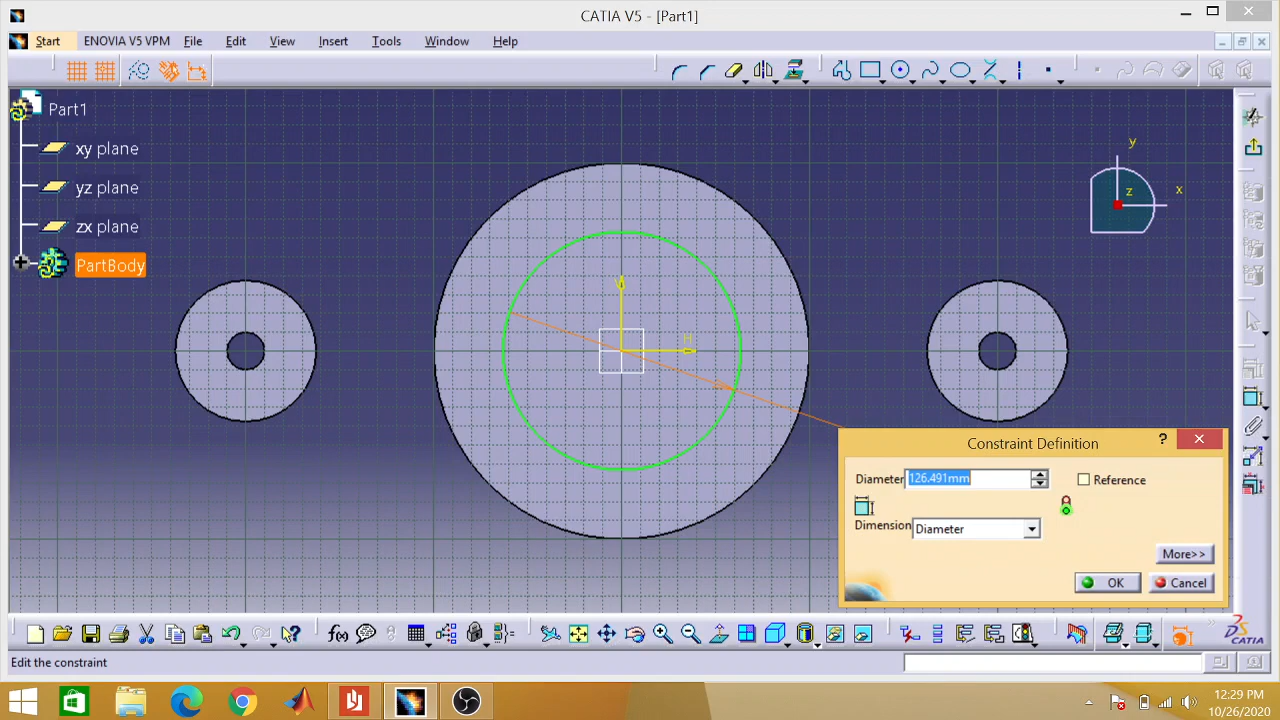 CATIA V5 - [Part1]
Start ENOVIA V5 VPM File Edit View Insert Tools Window Help
Part1
xy plane
yz plane
zx plane
PartBody
y
x
z
V
H
Constraint Definition
?
Diameter 126.491mm
Reference
Dimension Diameter
More>>
OK Cancel
f(x)
CATIA
Edit the constraint
12:29 PM
10/26/2020